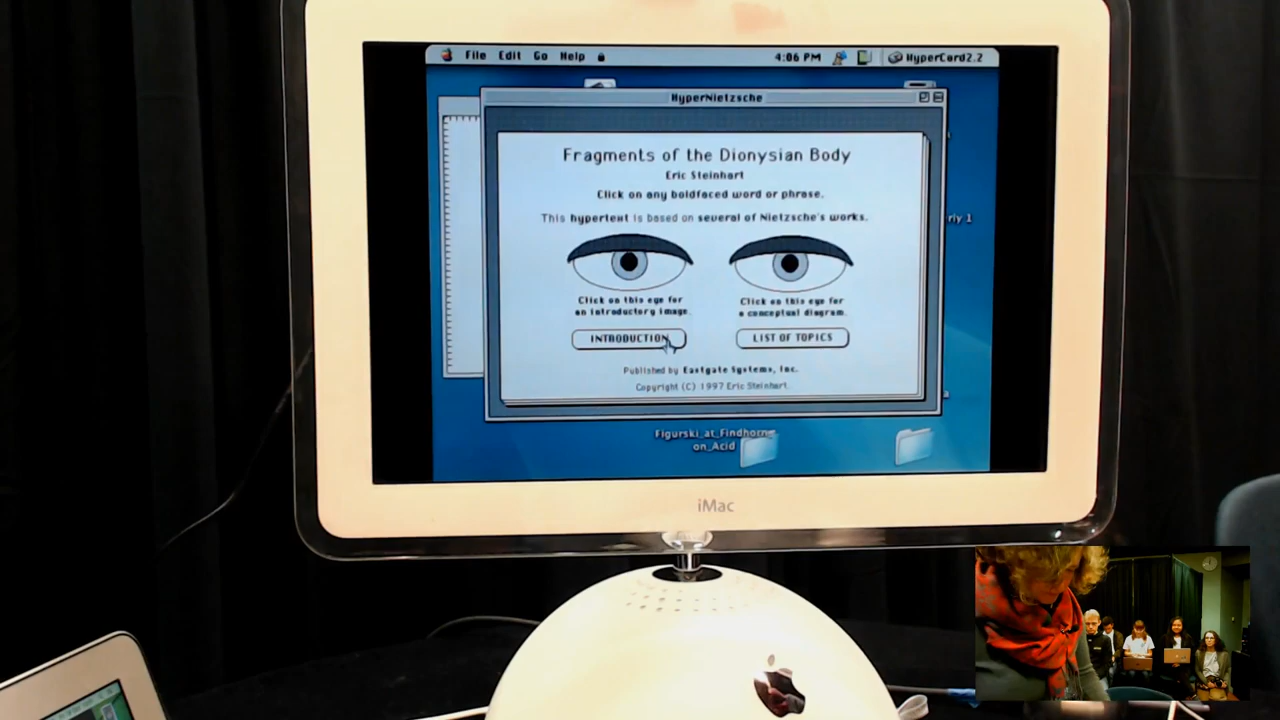 File Edit Go Help
4:06 PM
HyperCard2.2
HyperNietzsche
Fragments of the Dionysian Body
Eric Steinhart
Click on any boldfaced word or phrase.
This hypertext is based on several of Nietzsche's works.
Click on this eye for
an introductory image.
Click on this eye for
a conceptual diagram.
INTRODUCTION
LIST OF TOPICS
Published by Eastgate Systems, Inc.
Copyright (C) 1997 Eric Steinhart
Figurski_at_Findhorn_
on_Acid
iMac